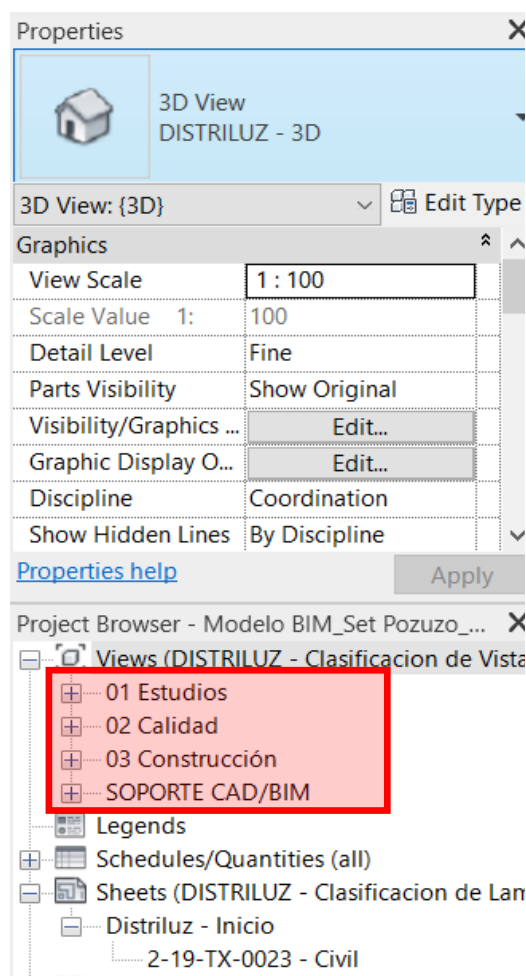 Properties
3D View
DISTRILUZ - 3D
3D View: {3D}
Edit Type
Graphics
View Scale 1 : 100
Scale Value 1: 100
Detail Level Fine
Parts Visibility Show Original
Visibility/Graphics ... Edit...
Graphic Display O... Edit...
Discipline Coordination
Show Hidden Lines By Discipline
Properties help
Apply
Project Browser - Modelo BIM_Set Pozuzo_...
Views (DISTRILUZ - Clasificacion de Vista
01 Estudios
02 Calidad
03 Construcción
SOPORTE CAD/BIM
Legends
Schedules/Quantities (all)
Sheets (DISTRILUZ - Clasificacion de Lam
Distriluz - Inicio
2-19-TX-0023 - Civil